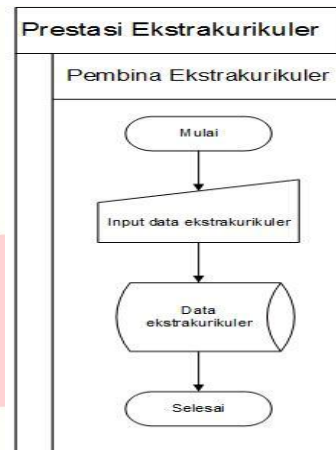 Prestasi Ekstrakurikuler
Pembina Ekstrakurikuler
Mulai
Input data ekstrakurikuler
Data
ekstrakurikuler
Selesai